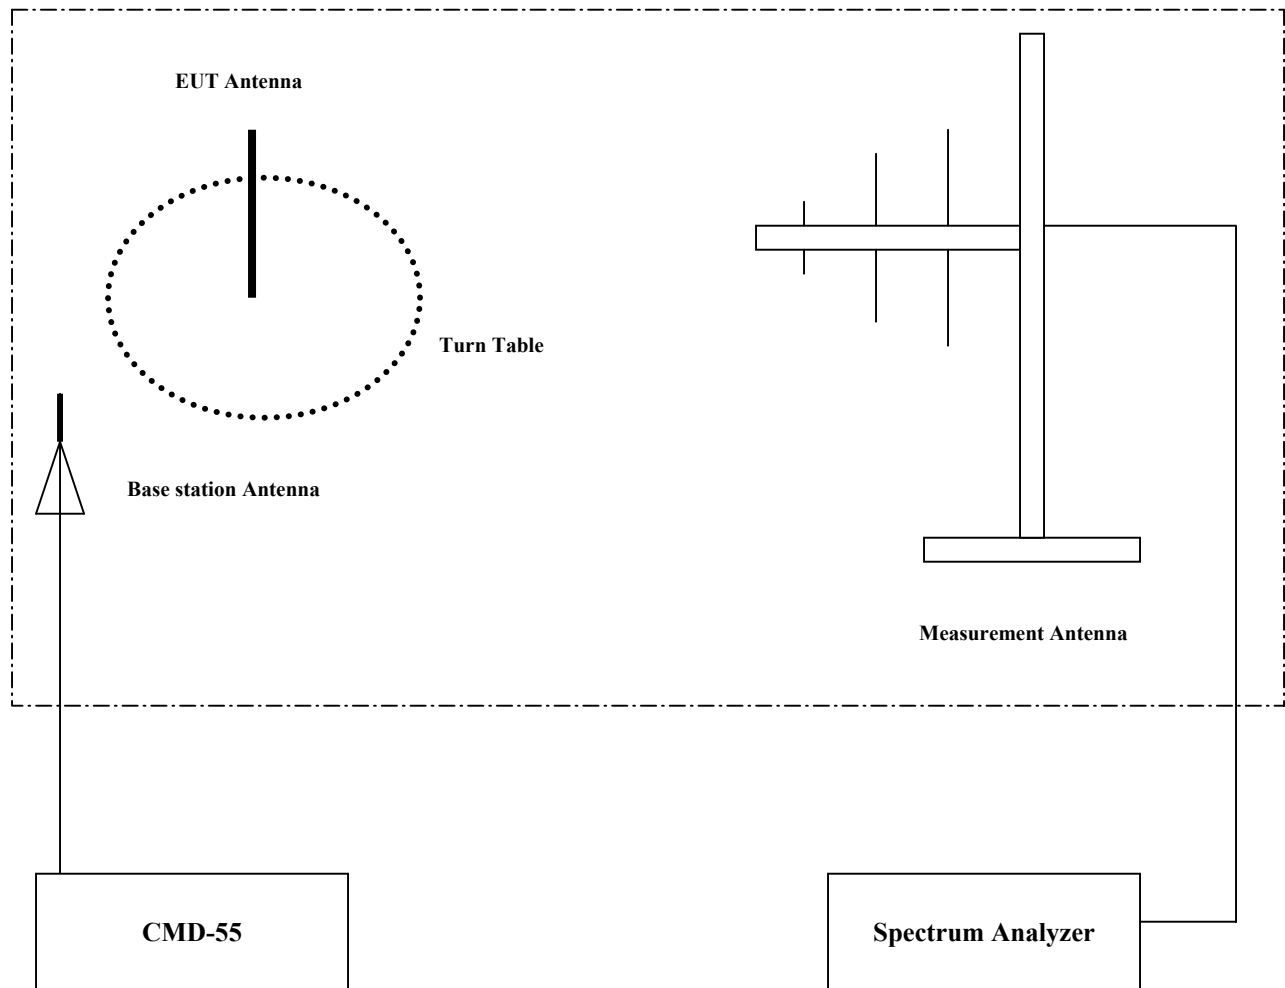 EUT Antenna
Turn Table
Base station Antenna
Measurement Antenna
CMD-55
Spectrum Analyzer